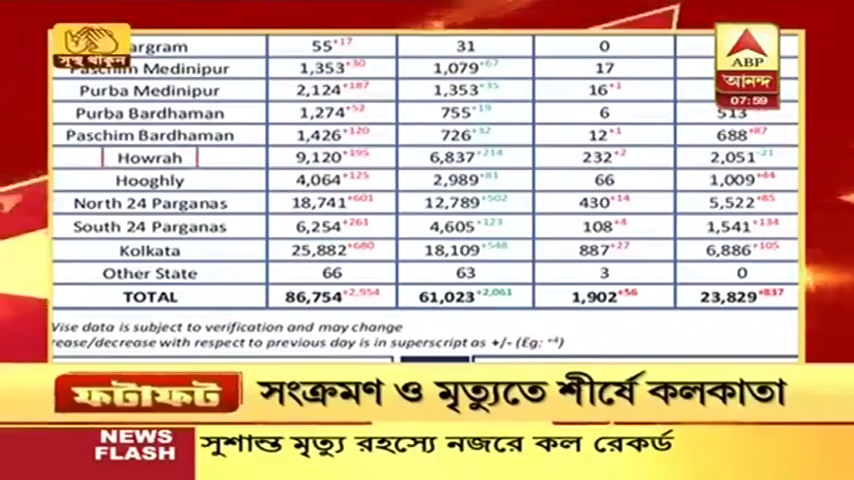 সুস্থ থাকুন
ABP
আনন্দ
07:59
argram 55+17 31 0
Paschim Medinipur 1,353+30 1,079+67 17
Purba Medinipur 2,124+187 1,353+35 16+1
Purba Bardhaman 1,274+52 755+19 6 513
Paschim Bardhaman 1,426+120 726+32 12+1 688+87
Howrah 9,120+195 6,837+214 232+2 2,051-21
Hooghly 4,064+125 2,989+81 66 1,009+44
North 24 Parganas 18,741+601 12,789+502 430+14 5,522+85
South 24 Parganas 6,254+261 4,605+123 108+4 1,541+134
Kolkata 25,882+680 18,109+548 887+27 6,886+105
Other State 66 63 3 0
TOTAL 86,754+2,954 61,023+2,061 1,902+56 23,829+837
Wise data is subject to verification and may change
rease/decrease with respect to previous day is in superscript as +/- (Eg: +4)
ফটাফট
সংক্রমণ ও মৃত্যুতে শীর্ষে কলকাতা
NEWS FLASH
সুশান্ত মৃত্যু রহস্যে নজরে কল রেকর্ড